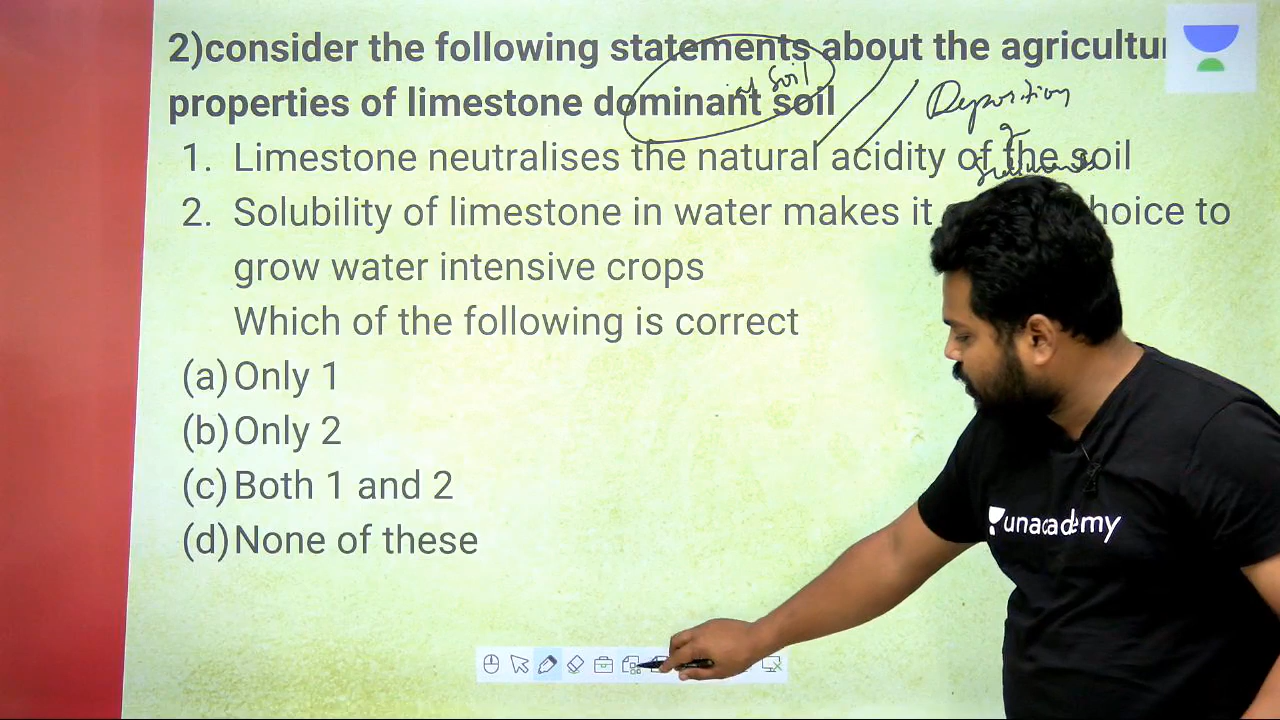 2)consider the following statements about the
properties of limestone dominant soil
soil
Deposition
1. Limestone neutralises the natural acidity of the soil
2. Solubility of limestone in water makes it to
grow water intensive crops
Which of the following is correct
(a) Only 1
(b) Only 2
(c) Both 1 and 2
(d) None of these
unacademy